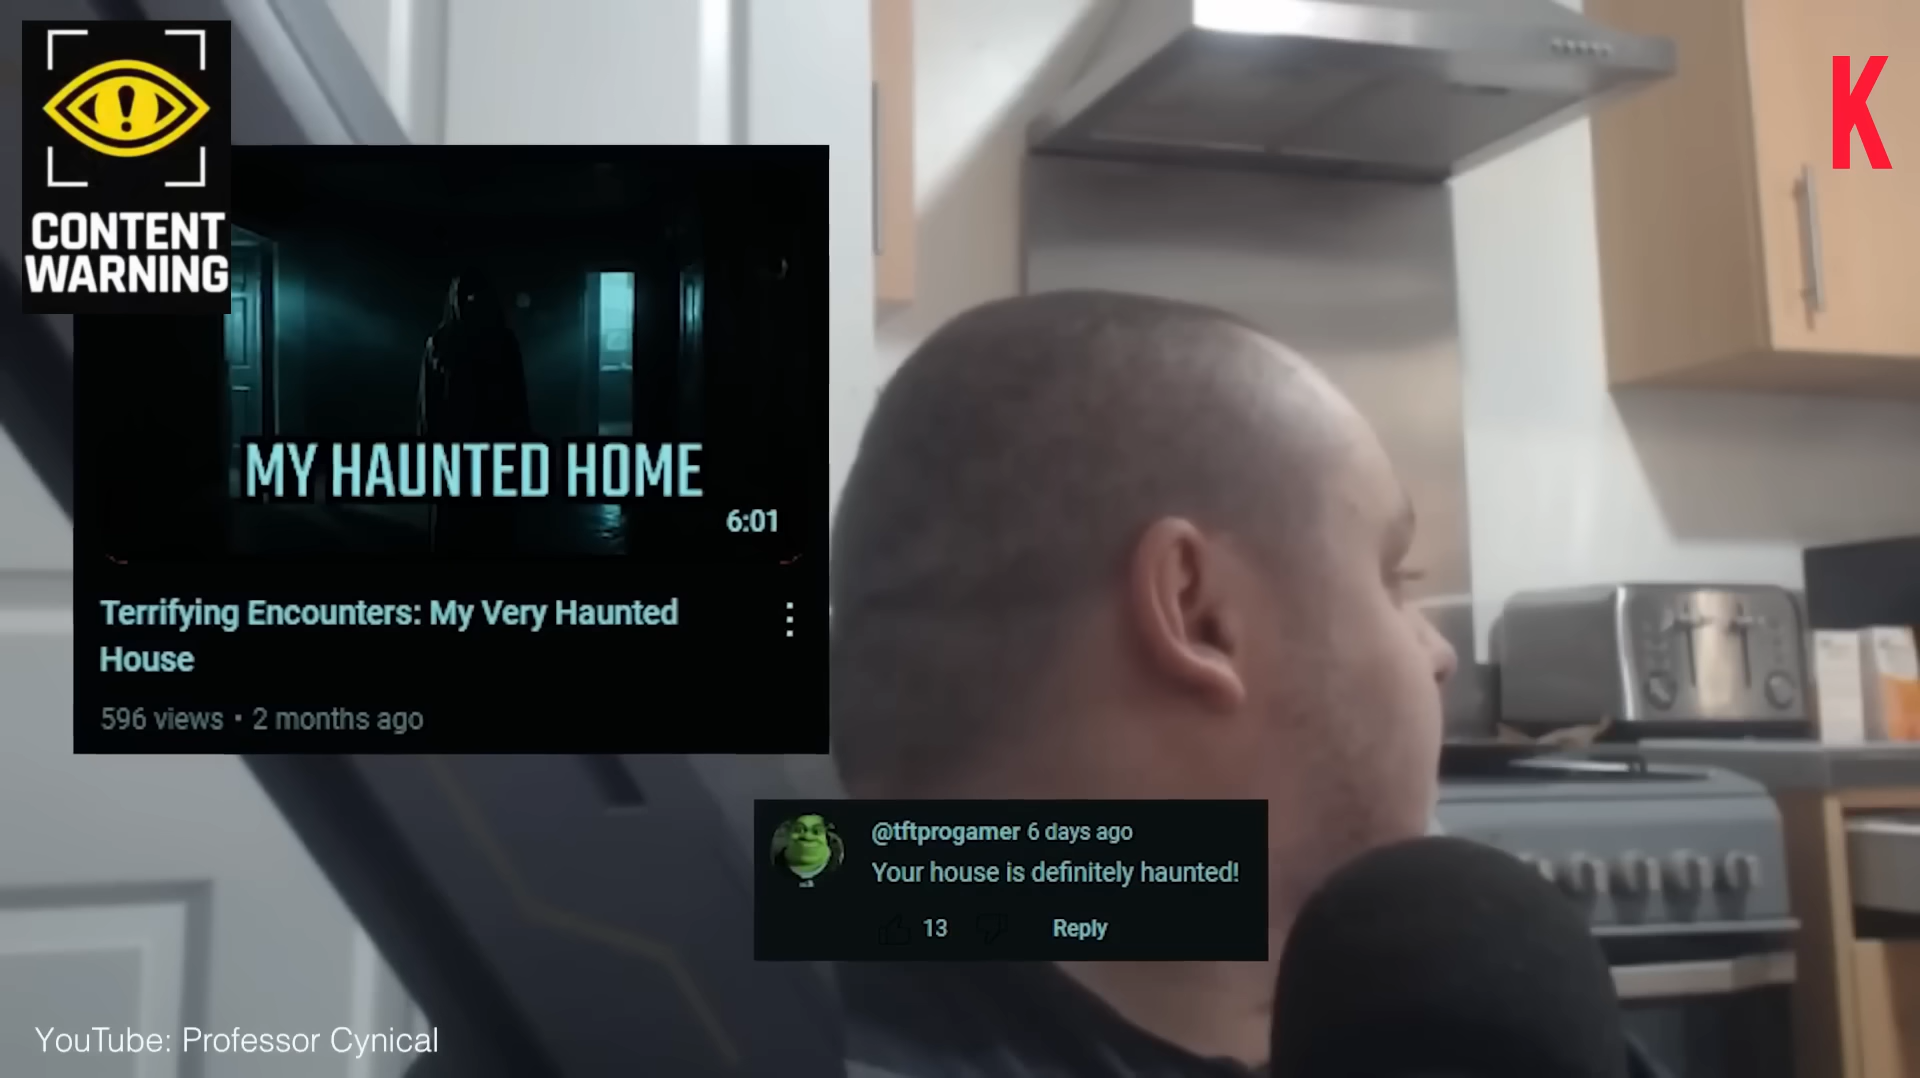 CONTENT
WARNING
K
MY HAUNTED HOME
6:01
Terrifying Encounters: My Very Haunted
House
596 views • 2 months ago
@tftprogamer 6 days ago
Your house is definitely haunted!
13
Reply
YouTube: Professor Cynical